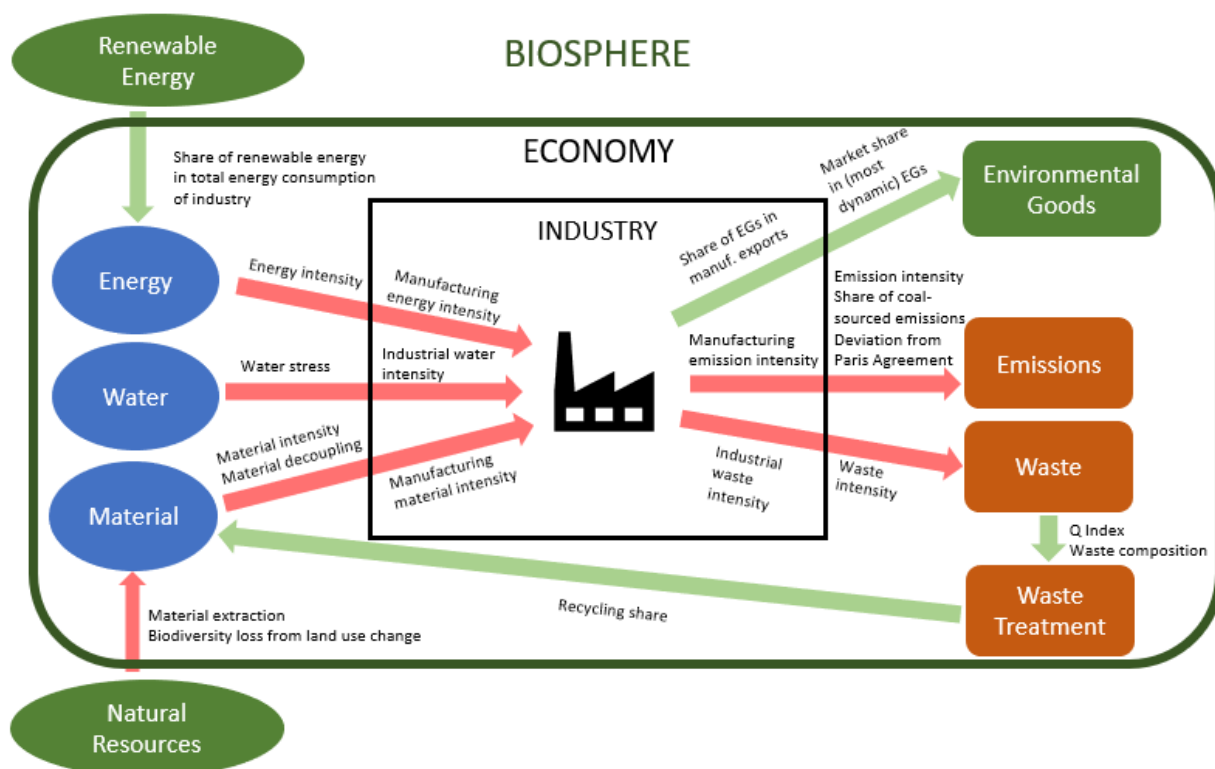 Renewable
Energy
BIOSPHERE
ECONOMY
Share of renewable energy
in total energy consumption
of industry
INDUSTRY
Market share
in (most
dynamic) EGs
Share of EGs in
manuf. exports
Environmental
Goods
Energy
Energy intensity
Manufacturing
energy intensity
Emission intensity
Share of coal-
sourced emissions
Deviation from
Paris Agreement
Water
Water stress
Industrial water
intensity
Manufacturing
emission intensity
Emissions
Material
Material intensity
Material decoupling
Manufacturing
material intensity
Industrial
waste
intensity
Waste
intensity
Waste
Q Index
Waste composition
Recycling share
Waste
Treatment
Material extraction
Biodiversity loss from land use change
Natural
Resources